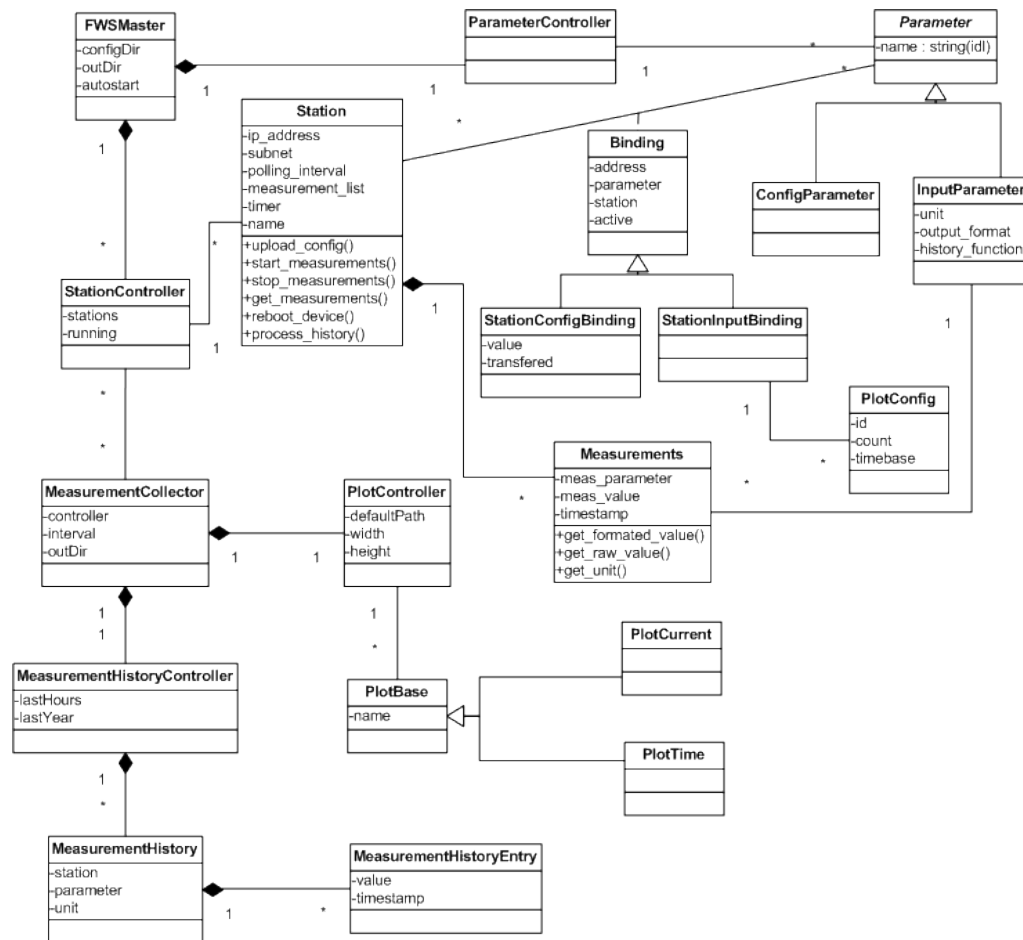 FWSMaster
-configDir
-outDir
-autostart
1
1
ParameterController
1
1
*
Parameter
-name : string(idl)
*
*
Station
-ip_address
-subnet
-polling_interval
-measurement_list
-timer
-name
+upload_config()
+start_measurements()
+stop_measurements()
+get_measurements()
+reboot_device()
+process_history()
*
1
Binding
-address
-parameter
-station
-active
ConfigParameter
InputParameter
-unit
-output_format
-history_function
1
*
StationController
-stations
-running
1
*
StationConfigBinding
-value
-transfered
StationInputBinding
1
PlotConfig
-id
-count
-timebase
*
*
MeasurementCollector
-controller
-interval
-outDir
1
1
PlotController
-defaultPath
-width
-height
1
1
Measurements
-meas_parameter
-meas_value
-timestamp
+get_formated_value()
+get_raw_value()
+get_unit()
*
*
1
*
MeasurementHistoryController
-lastHours
-lastYear
1
*
PlotBase
-name
PlotCurrent
PlotTime
MeasurementHistory
-station
-parameter
-unit
1
*
MeasurementHistoryEntry
-value
-timestamp